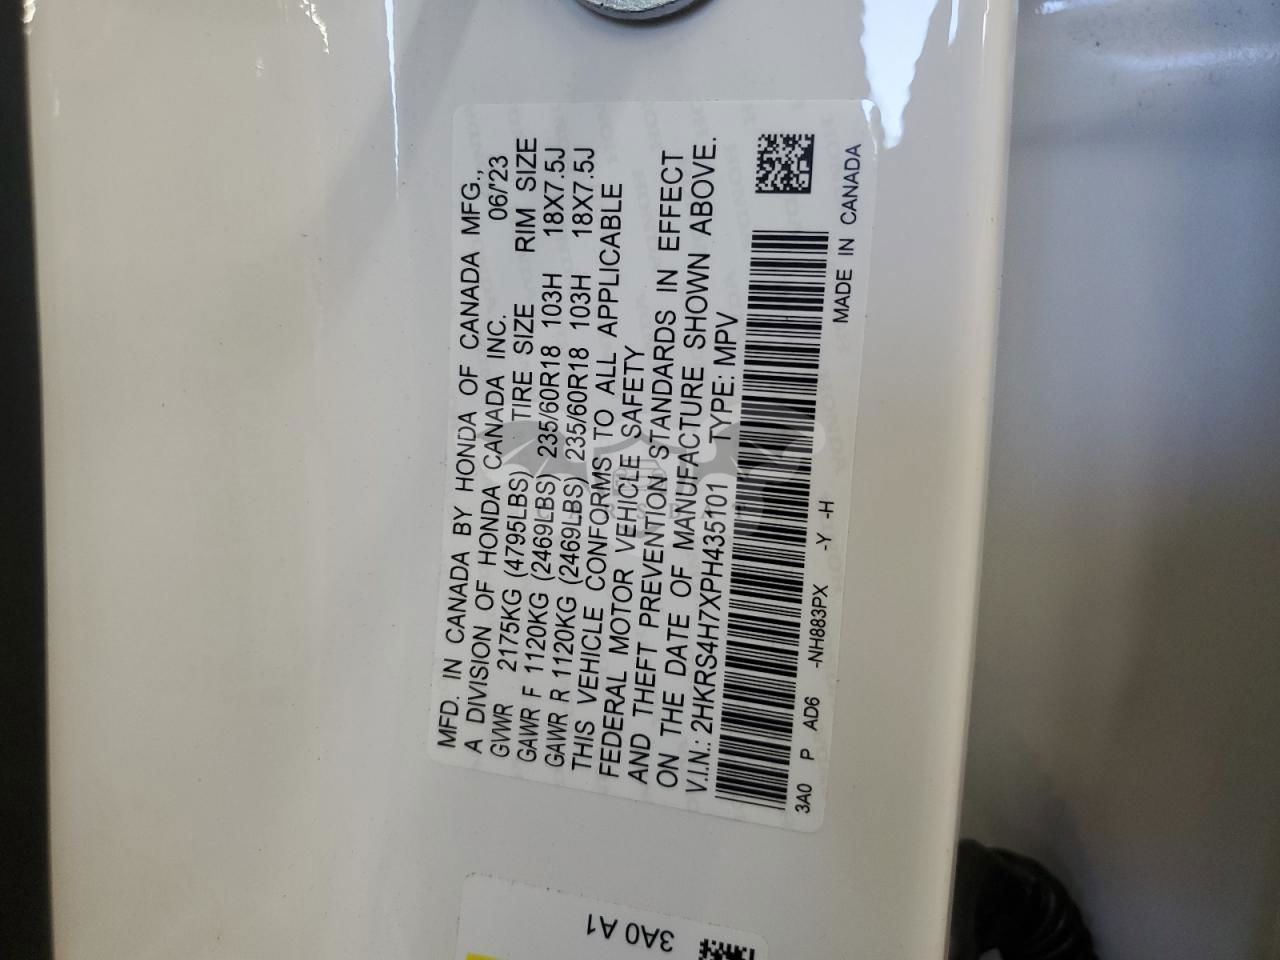 MFD. IN CANADA BY HONDA OF CANADA MFG.,
A DIVISION OF HONDA CANADA INC. 06/'23
GVWR 2175KG (4795LBS) TIRE SIZE RIM SIZE
GAWR F 1120KG (2469LBS) 235/60R18 103H 18X7.5J
GAWR R 1120KG (2469LBS) 235/60R18 103H 18X7.5J
THIS VEHICLE CONFORMS TO ALL APPLICABLE
FEDERAL MOTOR VEHICLE SAFETY
AND THEFT PREVENTION STANDARDS IN EFFECT
ON THE DATE OF MANUFACTURE SHOWN ABOVE.
V.I.N.: 2HKRS4H7XPH435101 TYPE: MPV
3A0 P AD6 -NH883PX -Y -H MADE IN CANADA
3A0 A1